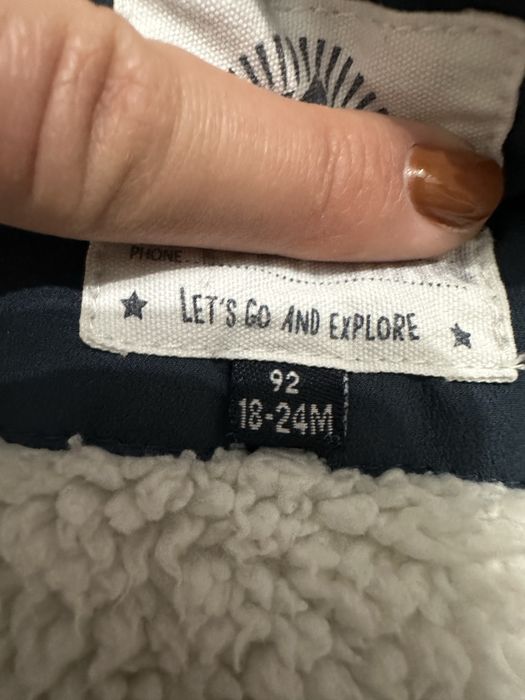 PHONE
LET'S GO AND EXPLORE
92
18-24M